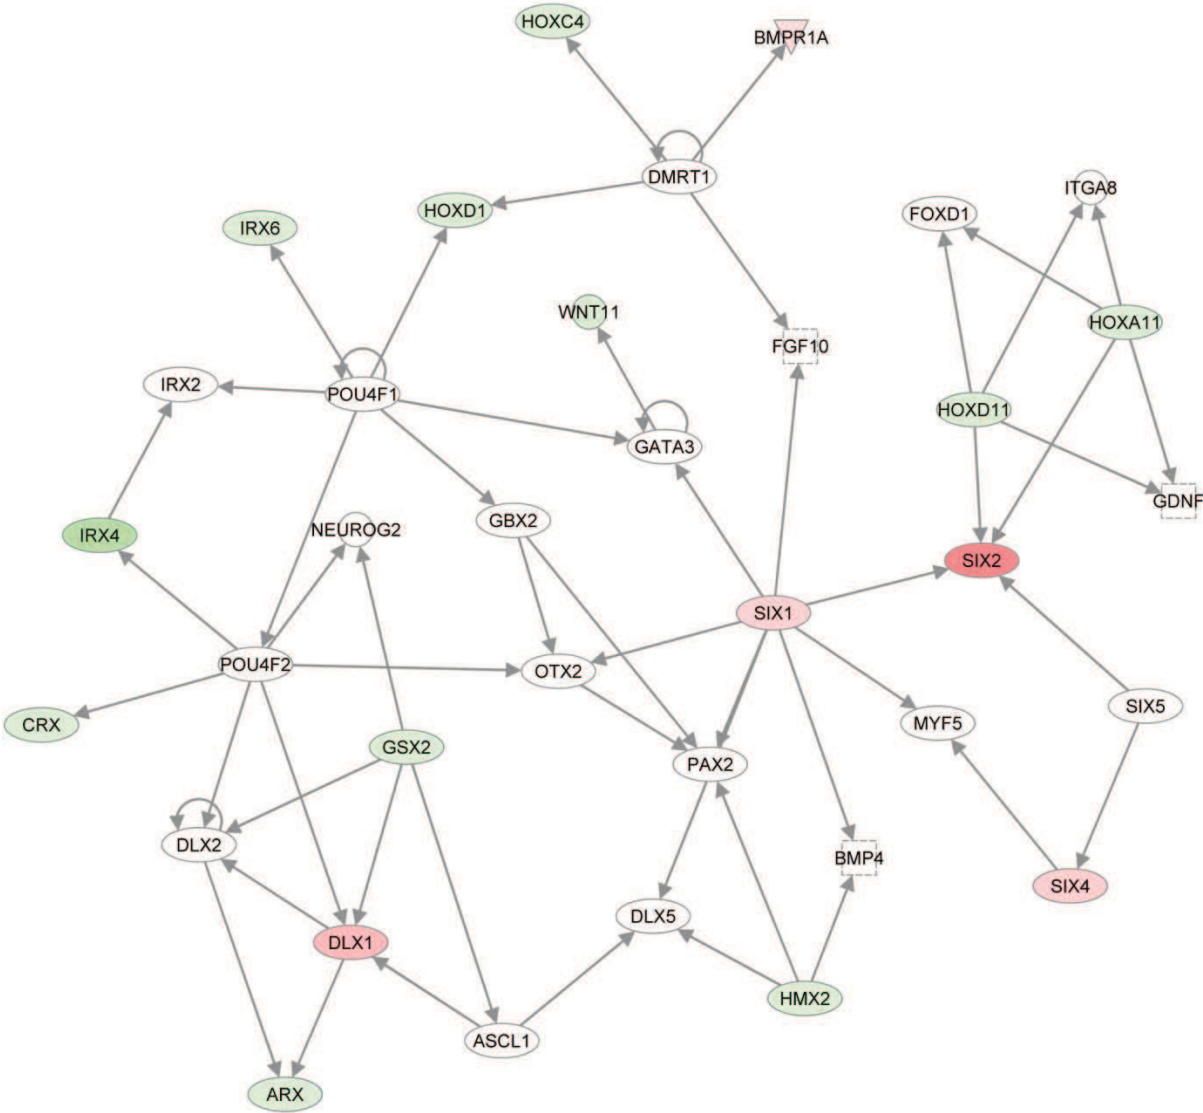 HOXC4
BMPR1A
DMRT1
ITGA8
HOXD1
FOXD1
IRX6
WNT11
HOXA11
FGF10
IRX2
POU4F1
HOXD11
GATA3
GDNF
GBX2
NEUROG2
IRX4
SIX2
SIX1
POU4F2
OTX2
SIX5
CRX
MYF5
GSX2
PAX2
DLX2
BMP4
SIX4
DLX5
DLX1
HMX2
ASCL1
ARX